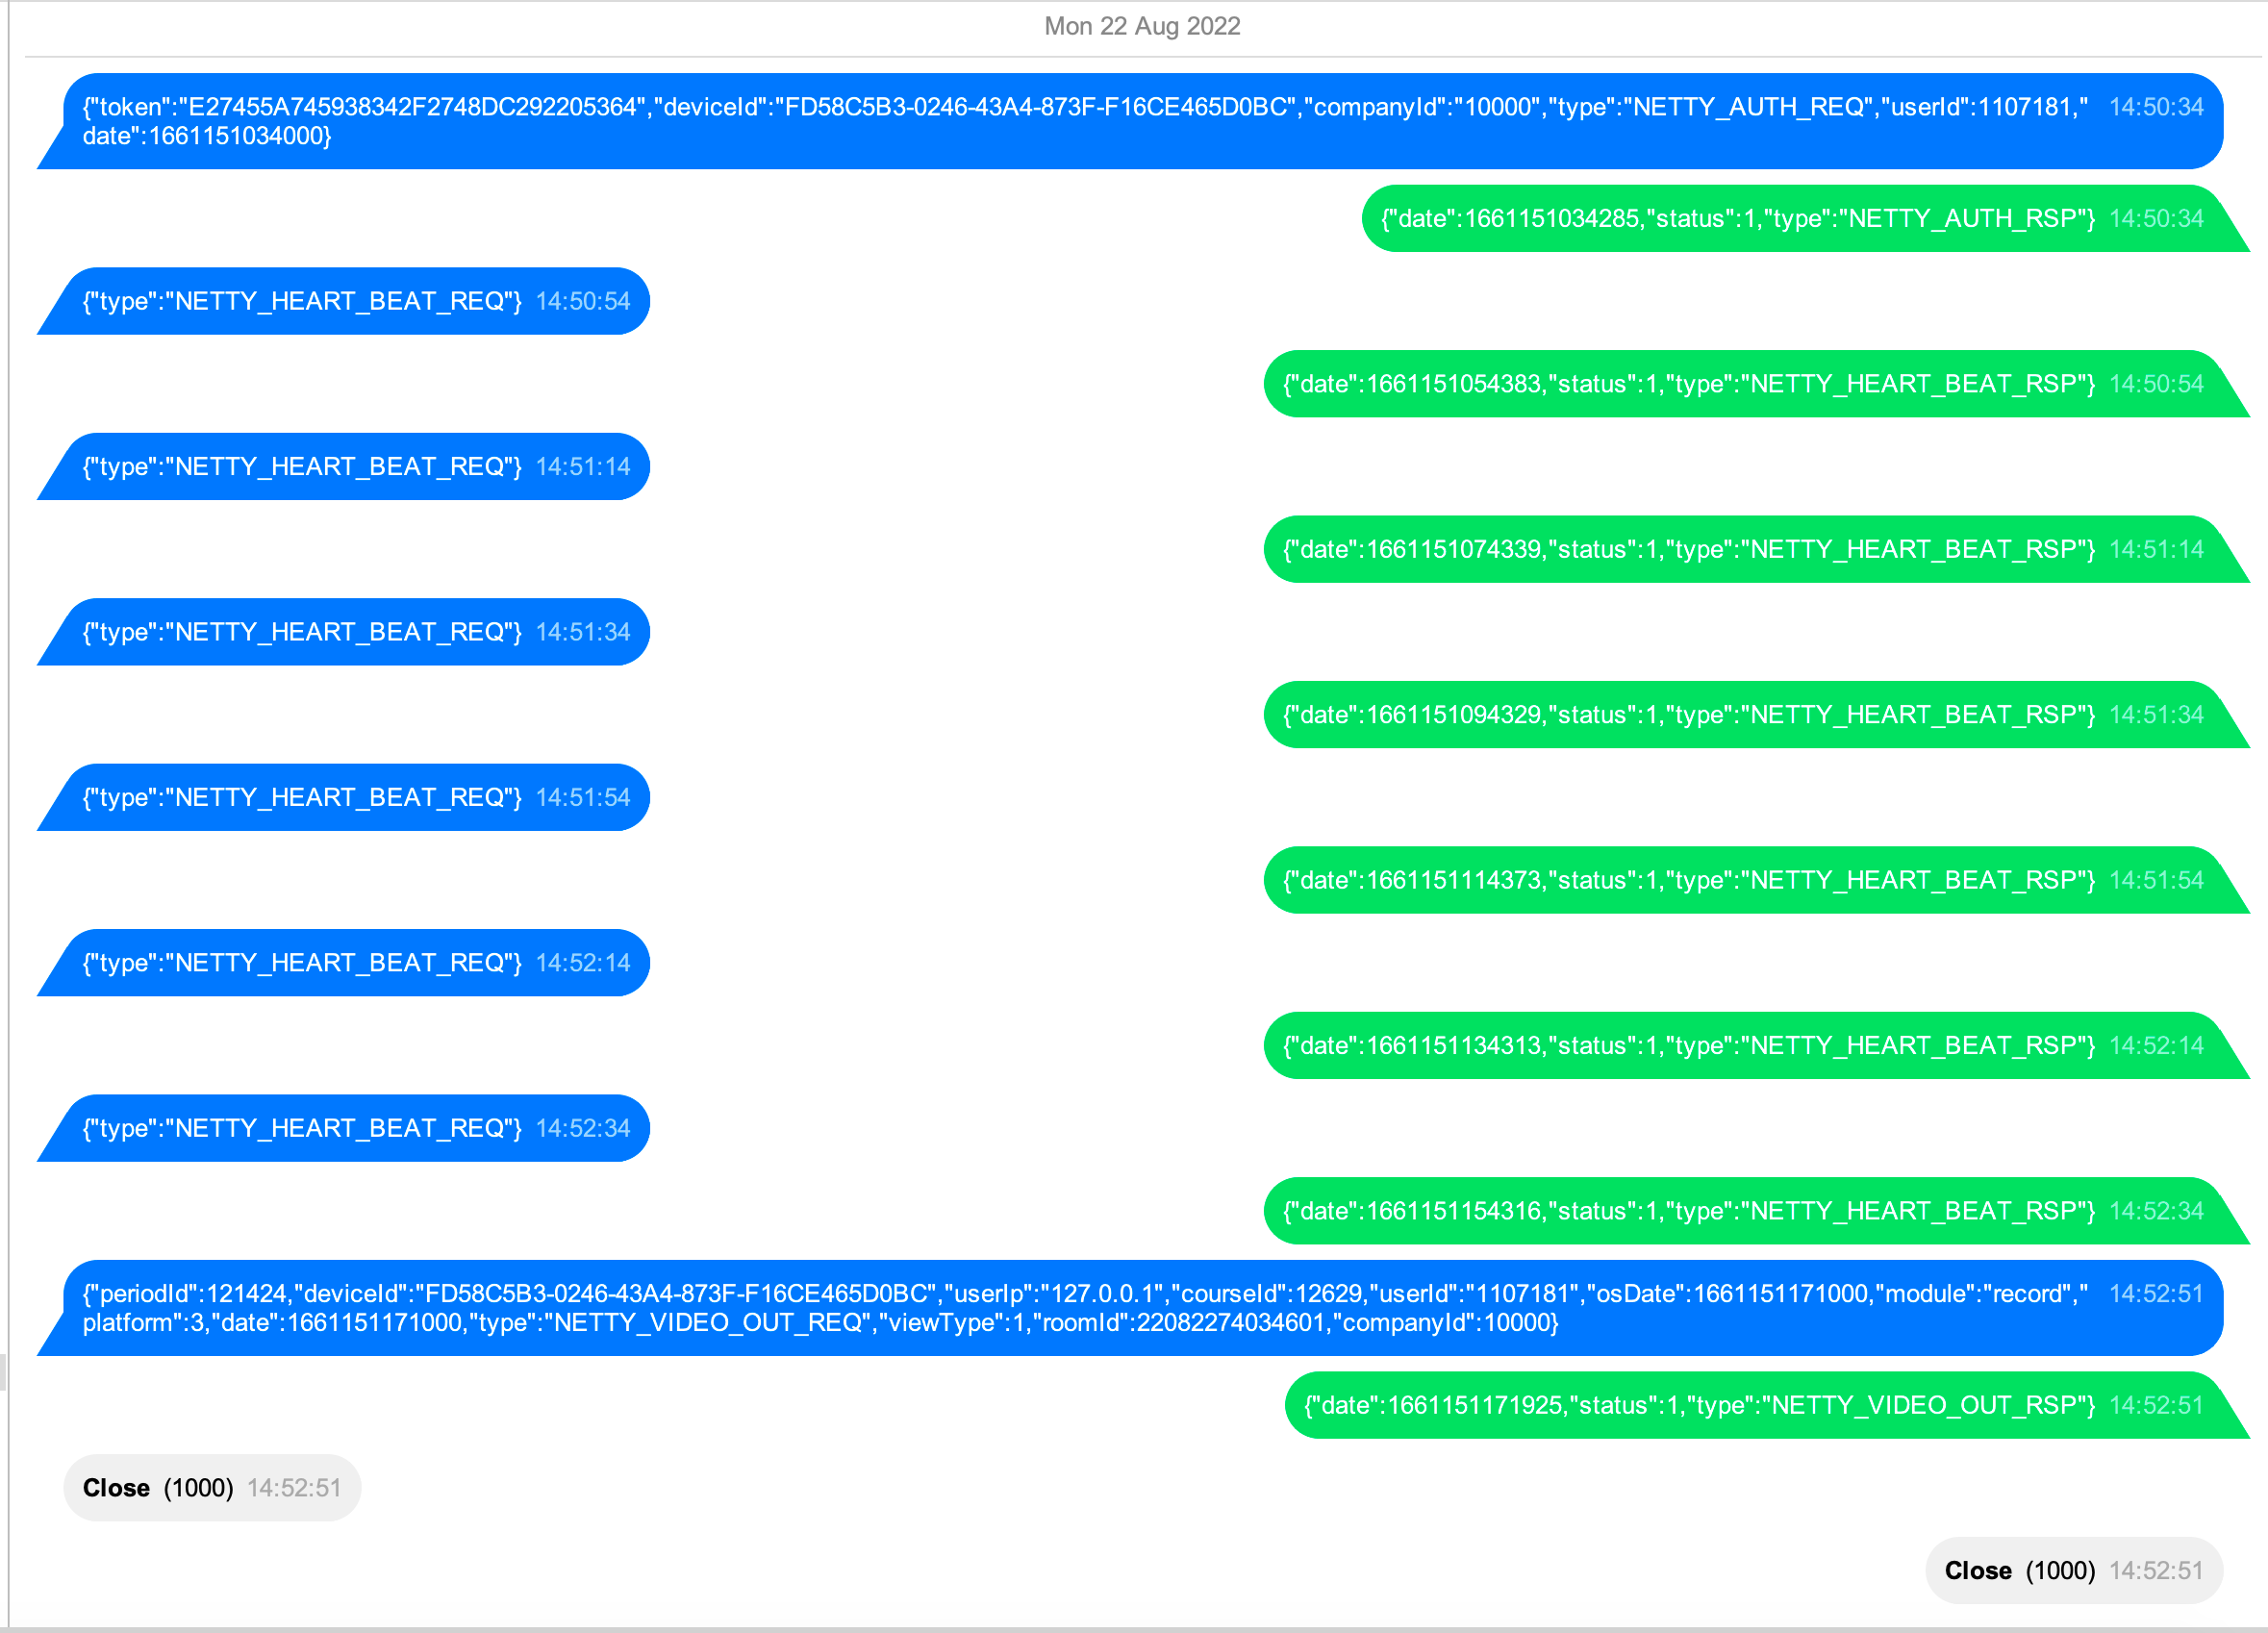 Mon 22 Aug 2022
{"token":"E27455A745938342F2748DC292205364","deviceId":"FD58C5B3-0246-43A4-873F-F16CE465D0BC","companyId":"10000","type":"NETTY_AUTH_REQ","userId":1107181," 14:50:34
date":1661151034000}
{"date":1661151034285,"status":1,"type":"NETTY_AUTH_RSP"} 14:50:34
{"type":"NETTY_HEART_BEAT_REQ"} 14:50:54
{"date":1661151054383,"status":1,"type":"NETTY_HEART_BEAT_RSP"} 14:50:54
{"type":"NETTY_HEART_BEAT_REQ"} 14:51:14
{"date":1661151074339,"status":1,"type":"NETTY_HEART_BEAT_RSP"} 14:51:14
{"type":"NETTY_HEART_BEAT_REQ"} 14:51:34
{"date":1661151094329,"status":1,"type":"NETTY_HEART_BEAT_RSP"} 14:51:34
{"type":"NETTY_HEART_BEAT_REQ"} 14:51:54
{"date":1661151114373,"status":1,"type":"NETTY_HEART_BEAT_RSP"} 14:51:54
{"type":"NETTY_HEART_BEAT_REQ"} 14:52:14
{"date":1661151134313,"status":1,"type":"NETTY_HEART_BEAT_RSP"} 14:52:14
{"type":"NETTY_HEART_BEAT_REQ"} 14:52:34
{"date":1661151154316,"status":1,"type":"NETTY_HEART_BEAT_RSP"} 14:52:34
{"periodId":121424,"deviceId":"FD58C5B3-0246-43A4-873F-F16CE465D0BC","userIp":"127.0.0.1","courseId":12629,"userId":"1107181","osDate":1661151171000,"module":"record"," 14:52:51
platform":3,"date":1661151171000,"type":"NETTY_VIDEO_OUT_REQ","viewType":1,"roomId":22082274034601,"companyId":10000}
{"date":1661151171925,"status":1,"type":"NETTY_VIDEO_OUT_RSP"} 14:52:51
Close (1000) 14:52:51
Close (1000) 14:52:51